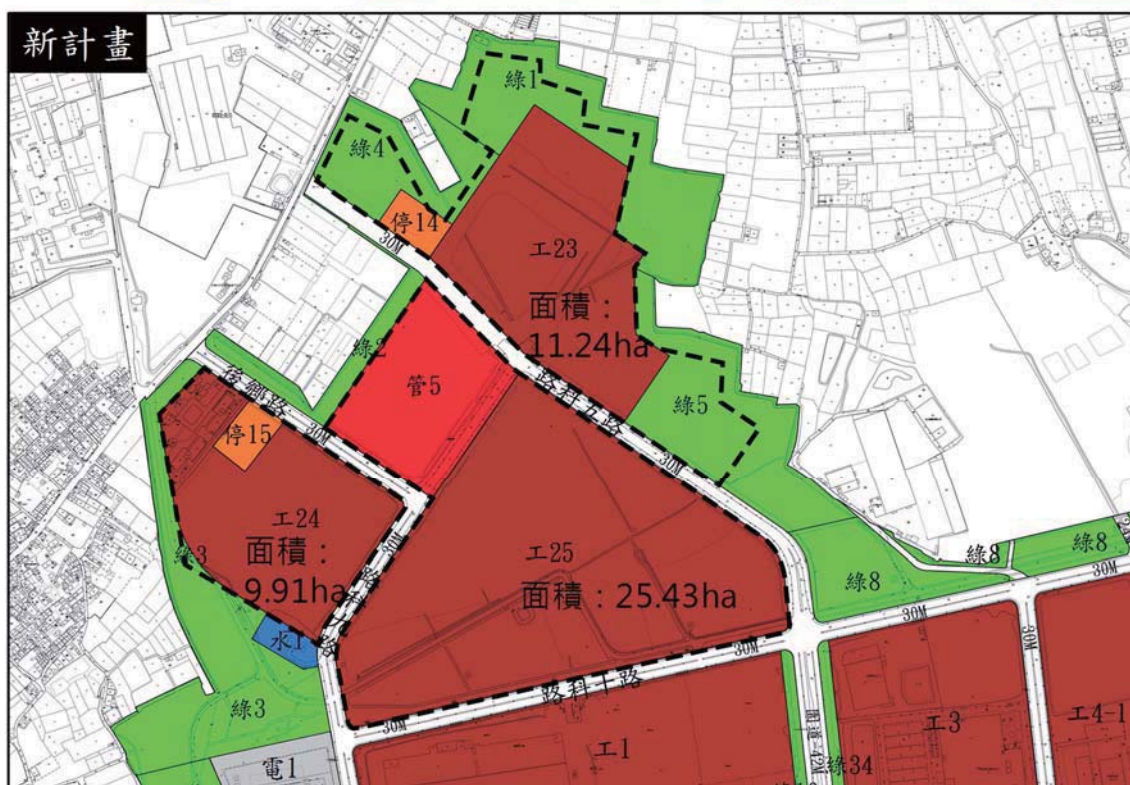 新計畫
綠1
綠4
停14
30M
工23
面積：
11.24ha
綠2
管5
路科五路
綠5
30M
停15
30M
工24
面積：
9.91ha
30M
工25
面積：25.43ha
綠3
水1
綠8
綠8
綠8
30M
30M
30M
路科十路
30M
綠3
電1
工1
工3
工4-1
30M
綠34